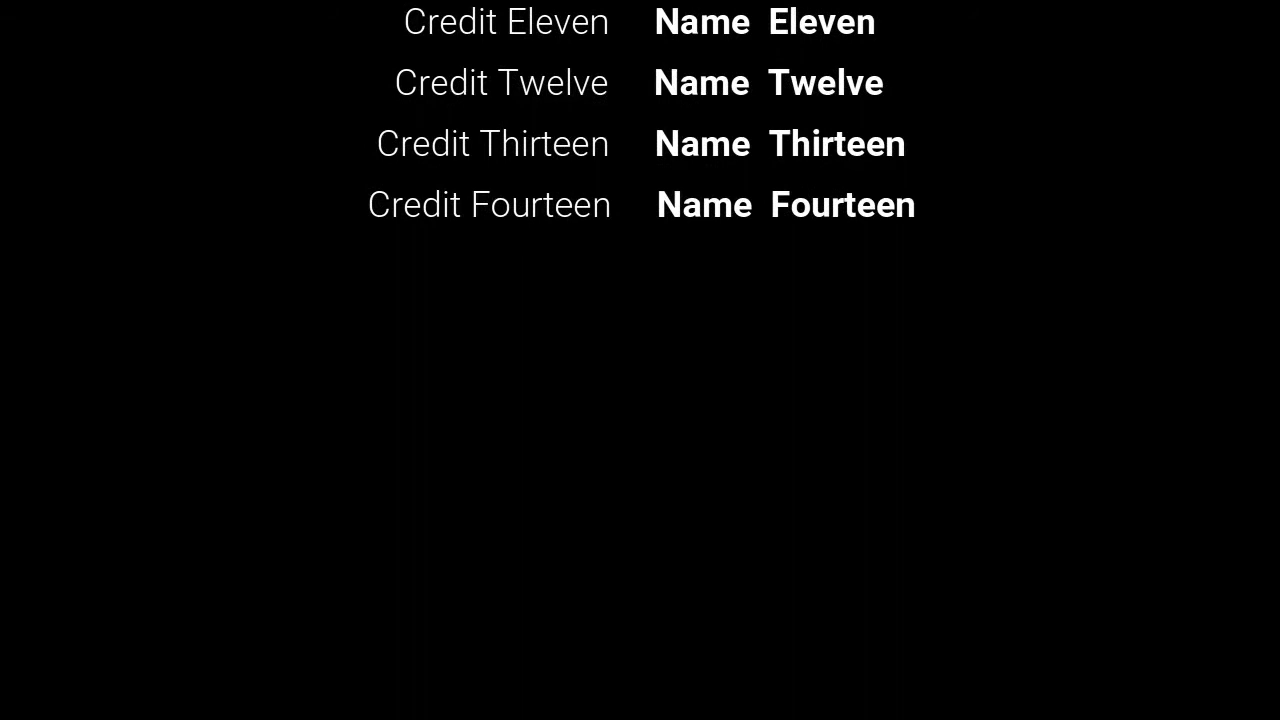 Credit Eleven Name Eleven
Credit Twelve Name Twelve
Credit Thirteen Name Thirteen
Credit Fourteen Name Fourteen